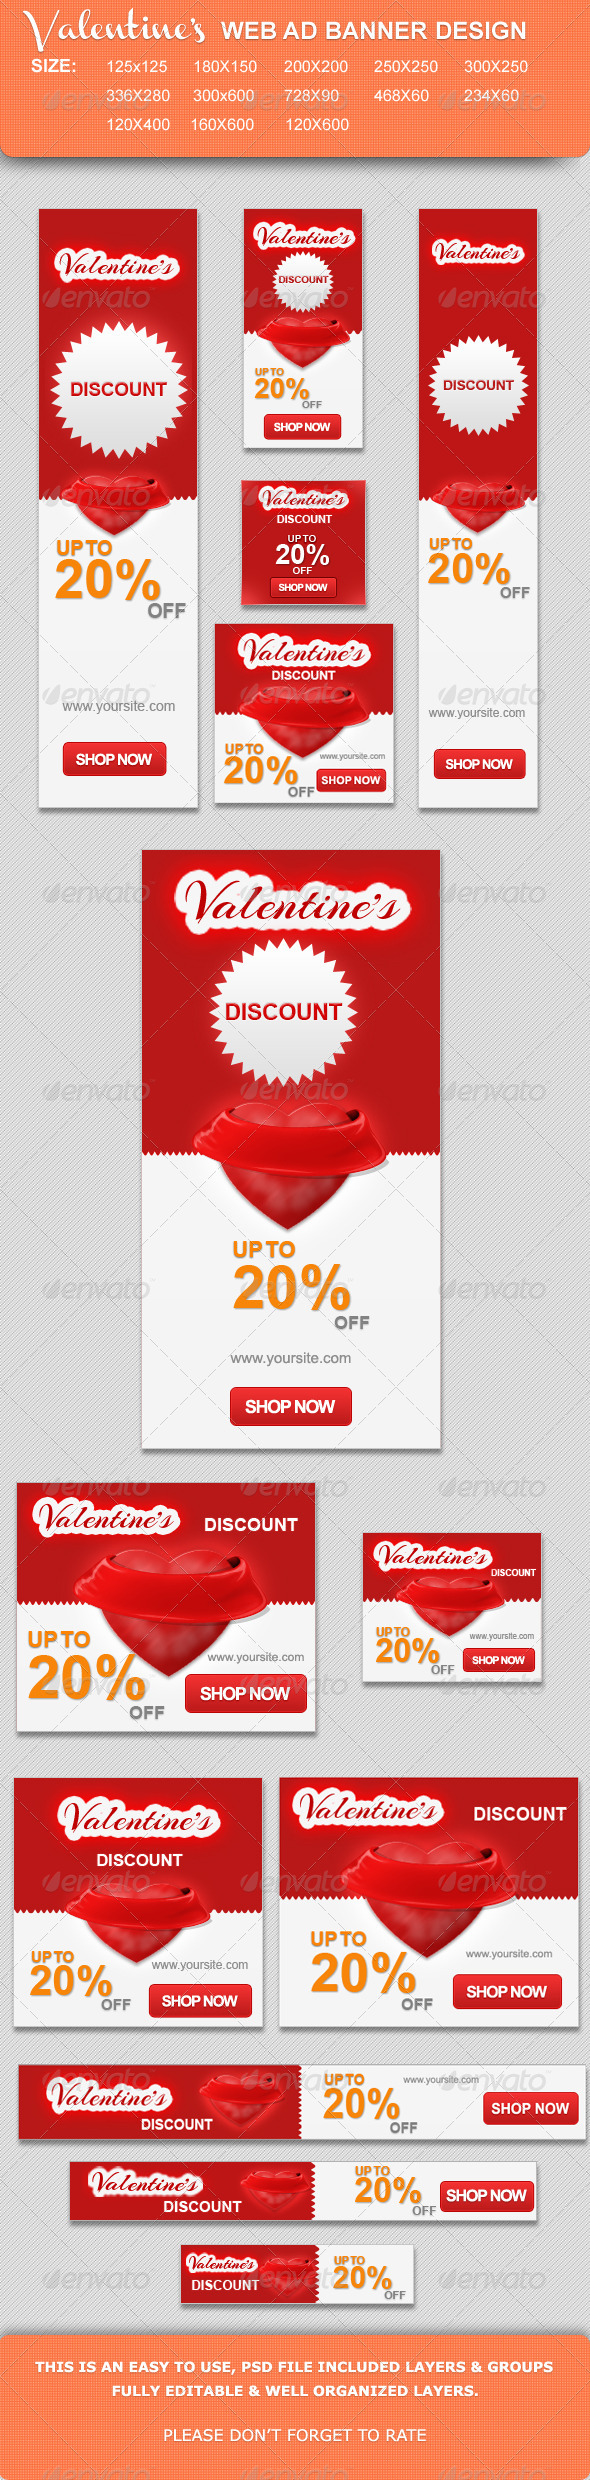 Valentine's WEB AD BANNER DESIGN
SIZE: 125x125 180X150 200X200 250X250 300X250
336X280 300x600 728X90 468X60 234X60
120X400 160X600 120X600
Valentine's
DISCOUNT
UP TO
20%
OFF
www.yoursite.com
SHOP NOW
Valentine's
DISCOUNT
UP TO
20%
OFF
SHOP NOW
Valentine's
DISCOUNT
UP TO
20%
OFF
www.yoursite.com
SHOP NOW
Valentine's
DISCOUNT
UP TO
20%
OFF
SHOP NOW
Valentine's
DISCOUNT
UP TO
20%
OFF
www.yoursite.com
SHOP NOW
Valentine's
DISCOUNT
UP TO
20%
OFF
www.yoursite.com
SHOP NOW
Valentine's
DISCOUNT
UP TO
20%
OFF
www.yoursite.com
SHOP NOW
Valentine's
DISCOUNT
UP TO
20%
OFF
www.yoursite.com
SHOP NOW
Valentine's
DISCOUNT
UP TO
20%
OFF
www.yoursite.com
SHOP NOW
Valentine's
DISCOUNT
UP TO
20%
OFF
www.yoursite.com
SHOP NOW
Valentine's
DISCOUNT
UP TO
20%
OFF
www.yoursite.com
SHOP NOW
Valentine's
DISCOUNT
UP TO
20%
OFF
SHOP NOW
Valentine's
DISCOUNT
UP TO
20%
OFF
THIS IS AN EASY TO USE, PSD FILE INCLUDED LAYERS & GROUPS
FULLY EDITABLE & WELL ORGANIZED LAYERS.
PLEASE DON'T FORGET TO RATE
envato